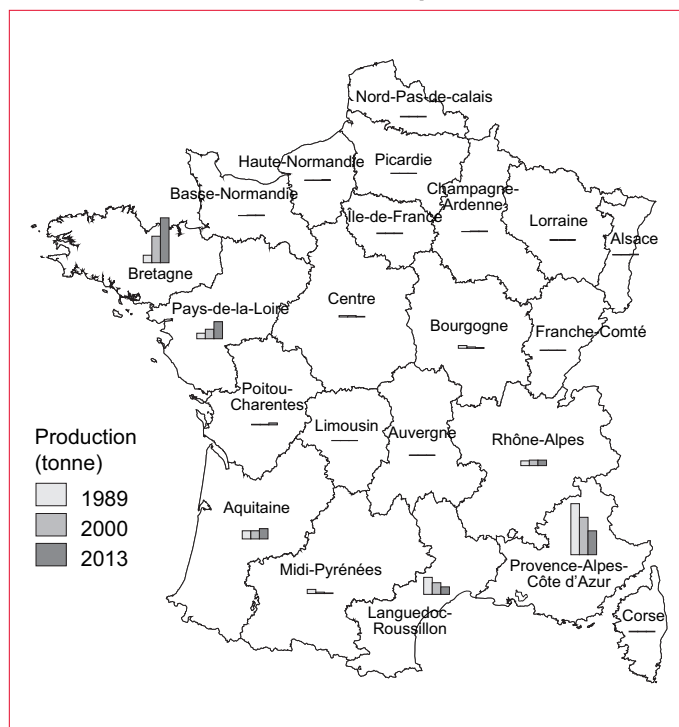 Nord-Pas-de-calais
Haute-Normandie
Picardie
Basse-Normandie
Champagne-
Ardenne
Île-de-France
Lorraine
Alsace
Bretagne
Pays-de-la-Loire
Centre
Bourgogne
Franche-Comté
Poitou-
Charentes
Limousin
Auvergne
Rhône-Alpes
Production
(tonne)
1989
2000
2013
Aquitaine
Midi-Pyrénées
Languedoc-
Roussillon
Provence-Alpes-
Côte d'Azur
Corse